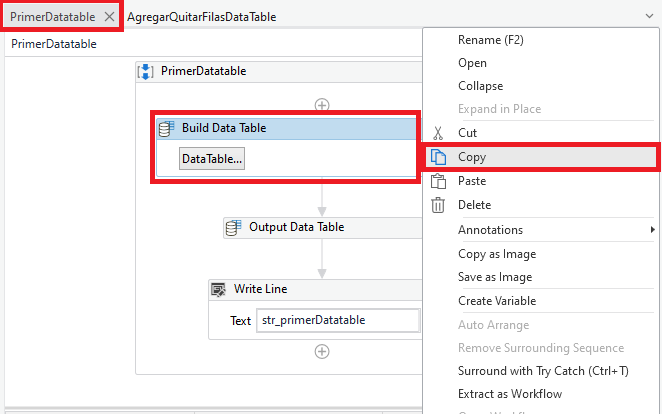 PrimerDatatable
AgregarQuitarFilasDataTable
PrimerDatatable
PrimerDatatable
Build Data Table
DataTable...
Output Data Table
Write Line
Text
str_primerDatatable
Rename (F2)
Open
Collapse
Expand in Place
Cut
Copy
Paste
Delete
Annotations
Copy as Image
Save as Image
Create Variable
Auto Arrange
Remove Surrounding Sequence
Surround with Try Catch (Ctrl+T)
Extract as Workflow